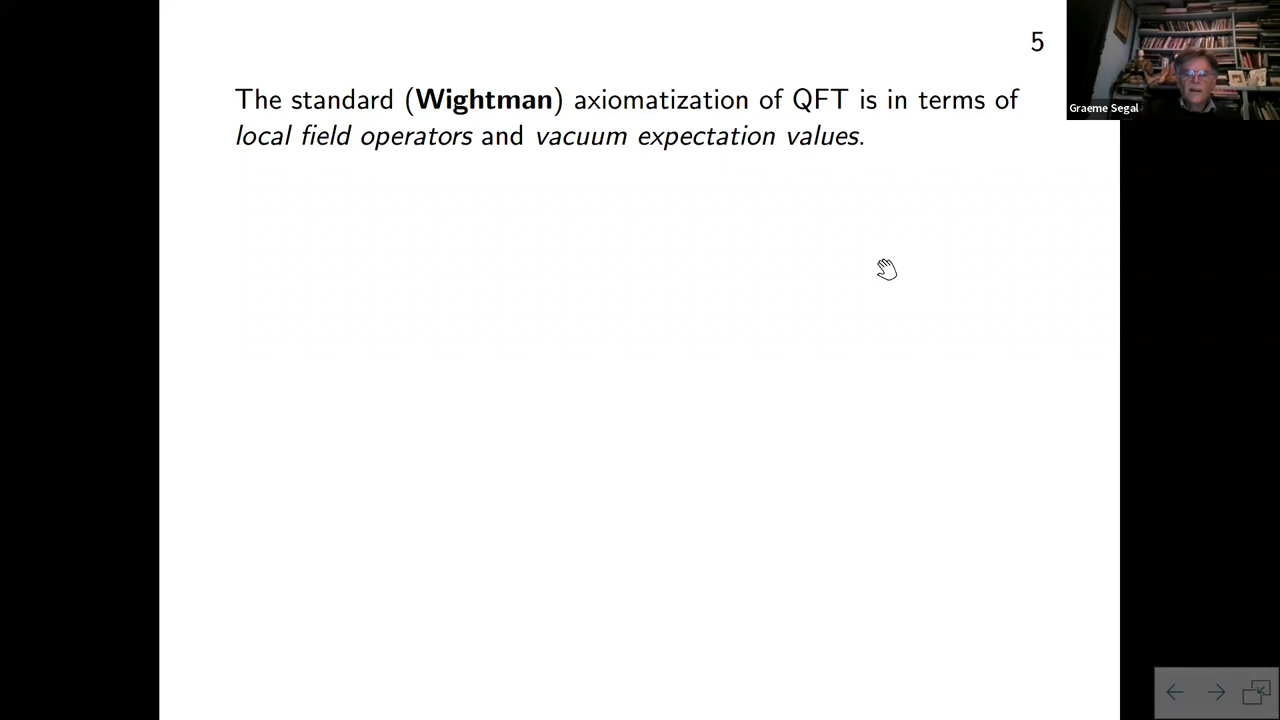 5
The standard (Wightman) axiomatization of QFT is in terms of
local field operators and vacuum expectation values.
Graeme Segal